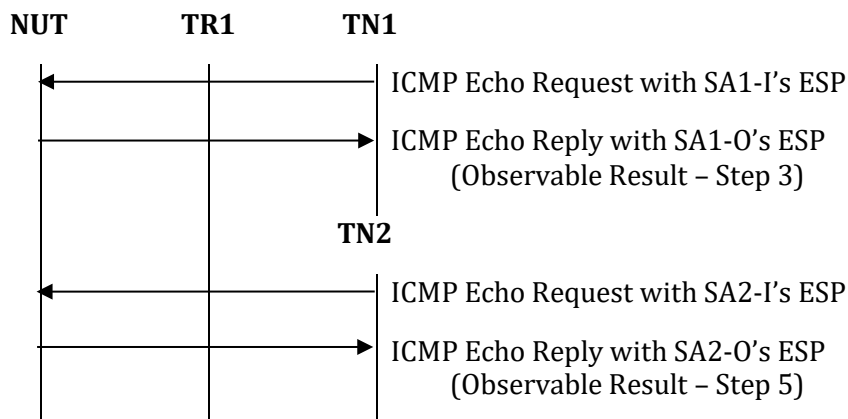 NUT TR1 TN1
ICMP Echo Request with SA1-I's ESP
ICMP Echo Reply with SA1-O's ESP
(Observable Result – Step 3)
TN2
ICMP Echo Request with SA2-I's ESP
ICMP Echo Reply with SA2-O's ESP
(Observable Result – Step 5)